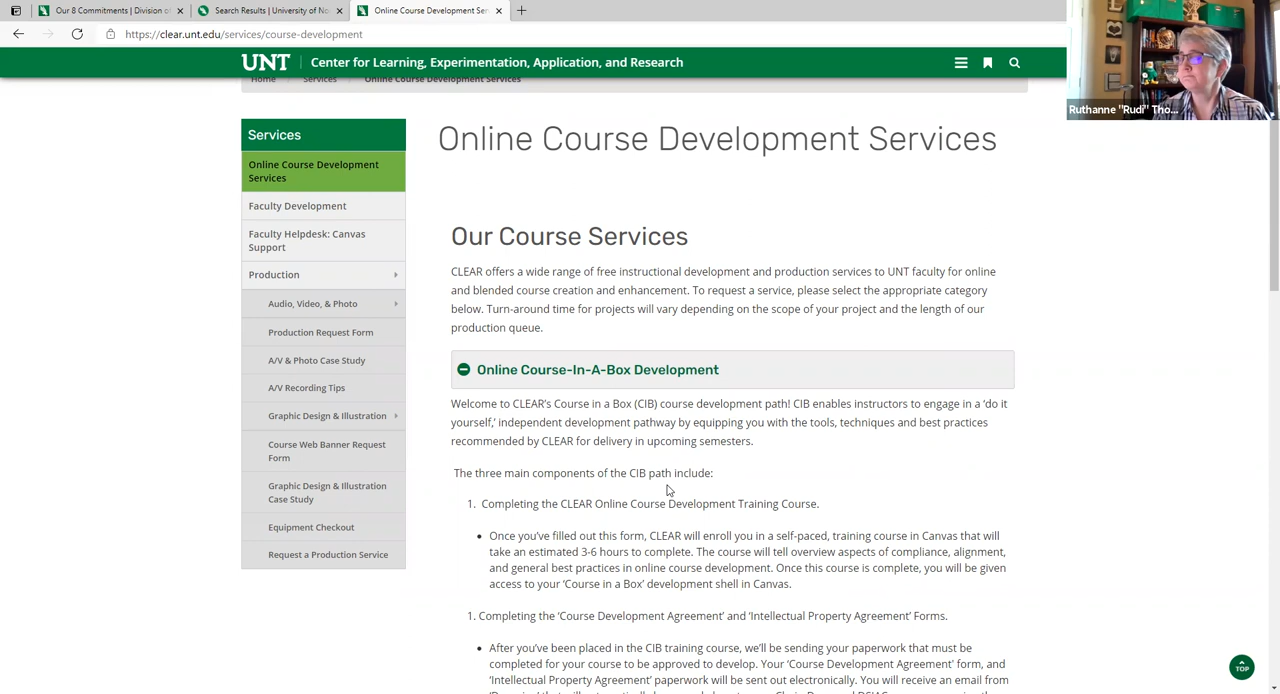 Our 8 Commitments | Division of
Search Results | University of No
Online Course Development Ser
https://clear.unt.edu/services/course-development
UNT
Center for Learning, Experimentation, Application, and Research
Home
Services
Online Course Development Services
Ruthanne "Rudi" Tho...
Services
Online Course Development
Services
Faculty Development
Faculty Helpdesk: Canvas
Support
Production
Audio, Video, & Photo
Production Request Form
A/V & Photo Case Study
A/V Recording Tips
Graphic Design & Illustration
Course Web Banner Request
Form
Graphic Design & Illustration
Case Study
Equipment Checkout
Request a Production Service
Online Course Development Services
Our Course Services
CLEAR offers a wide range of free instructional development and production services to UNT faculty for online
and blended course creation and enhancement. To request a service, please select the appropriate category
below. Turn-around time for projects will vary depending on the scope of your project and the length of our
production queue.
Online Course-In-A-Box Development
Welcome to CLEAR's Course in a Box (CIB) course development path! CIB enables instructors to engage in a 'do it
yourself,' independent development pathway by equipping you with the tools, techniques and best practices
recommended by CLEAR for delivery in upcoming semesters.
The three main components of the CIB path include:
1. Completing the CLEAR Online Course Development Training Course.
• Once you've filled out this form, CLEAR will enroll you in a self-paced, training course in Canvas that will
take an estimated 3-6 hours to complete. The course will tell overview aspects of compliance, alignment,
and general best practices in online course development. Once this course is complete, you will be given
access to your 'Course in a Box' development shell in Canvas.
1. Completing the 'Course Development Agreement' and 'Intellectual Property Agreement' Forms.
• After you've been placed in the CIB training course, we'll be sending your paperwork that must be
completed for your course to be approved to develop. Your 'Course Development Agreement' form, and
'Intellectual Property Agreement' paperwork will be sent out electronically. You will receive an email from
TOP